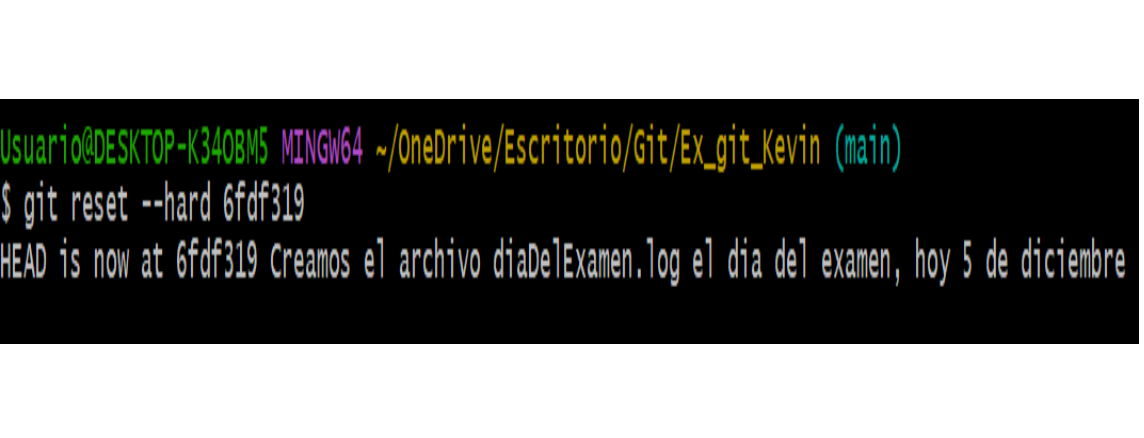 Usuario@DESKTOP-K34OBM5 MINGW64 ~/OneDrive/Escritorio/Git/Ex_git_Kevin (main)
$ git reset --hard 6fdf319
HEAD is now at 6fdf319 Creamos el archivo diaDelExamen.log el dia del examen, hoy 5 de diciembre